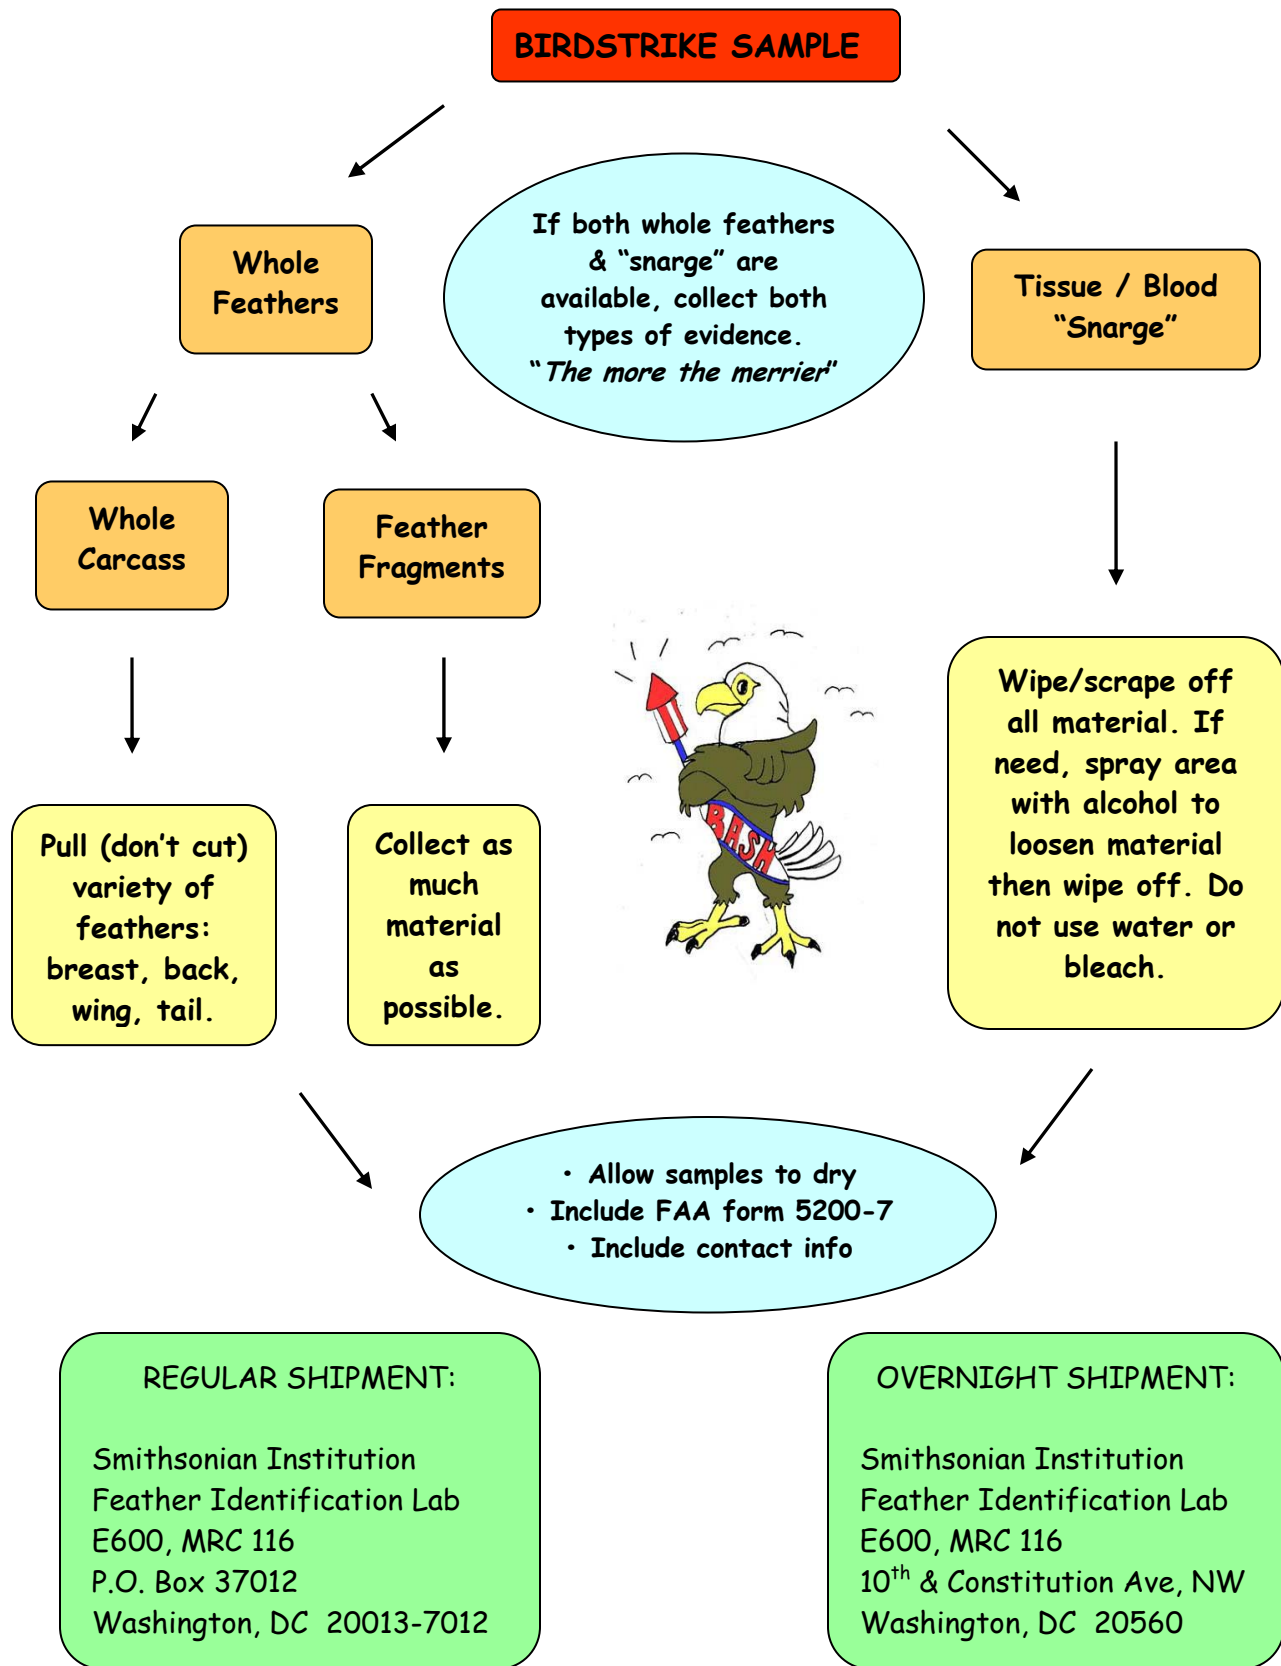 BIRDSTRIKE SAMPLE
If both whole feathers
& “snarge” are
available, collect both
types of evidence.
“The more the merrier”
Whole
Feathers
Tissue / Blood
“Snarge”
Whole
Carcass
Feather
Fragments
Pull (don’t cut)
variety of
feathers:
breast, back,
wing, tail.
Collect as
much
material
as
possible.
BASH
Wipe/scrape off
all material. If
need, spray area
with alcohol to
loosen material
then wipe off. Do
not use water or
bleach.
• Allow samples to dry
• Include FAA form 5200-7
• Include contact info
REGULAR SHIPMENT:
Smithsonian Institution
Feather Identification Lab
E600, MRC 116
P.O. Box 37012
Washington, DC 20013-7012
OVERNIGHT SHIPMENT:
Smithsonian Institution
Feather Identification Lab
E600, MRC 116
10th & Constitution Ave, NW
Washington, DC 20560